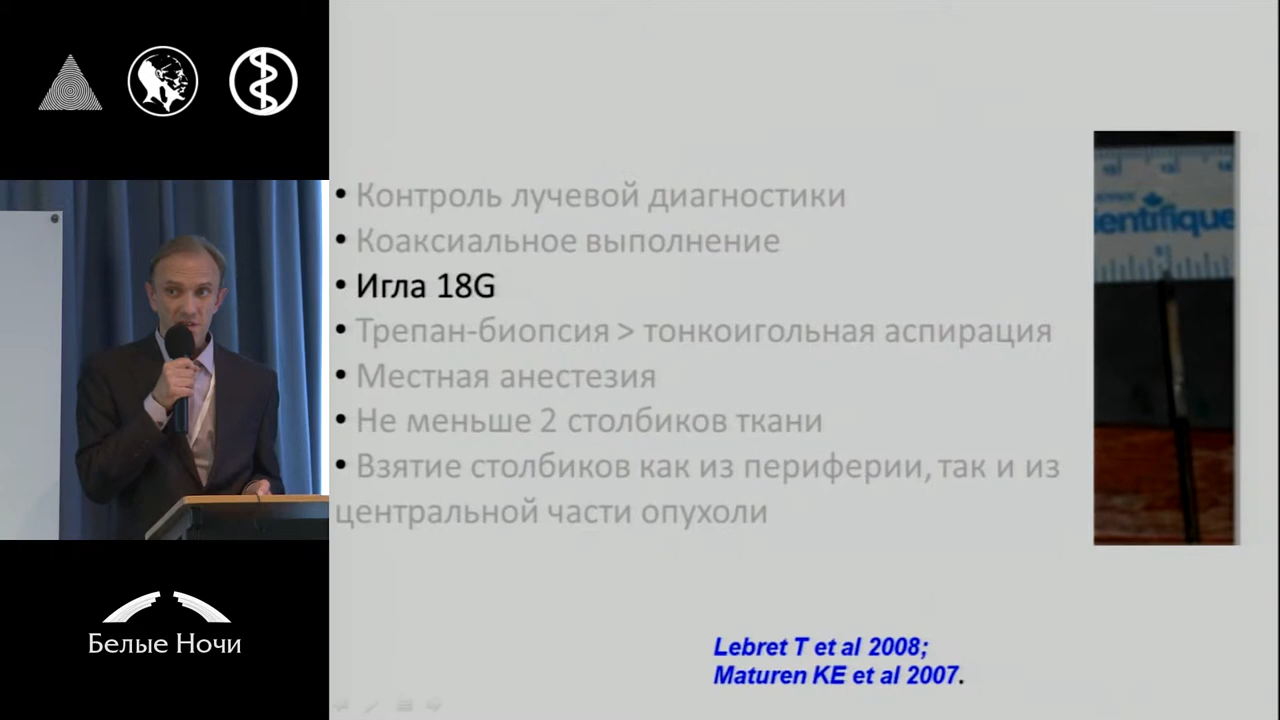 • Контроль лучевой диагностики
• Коаксиальное выполнение
• Игла 18G
• Трепан-биопсия > тонкоигольная аспирация
• Местная анестезия
• Не меньше 2 столбиков ткани
• Взятие столбиков как из периферии, так и из
центральной части опухоли
entifique
Белые Ночи
Lebret T et al 2008;
Maturen KE et al 2007.